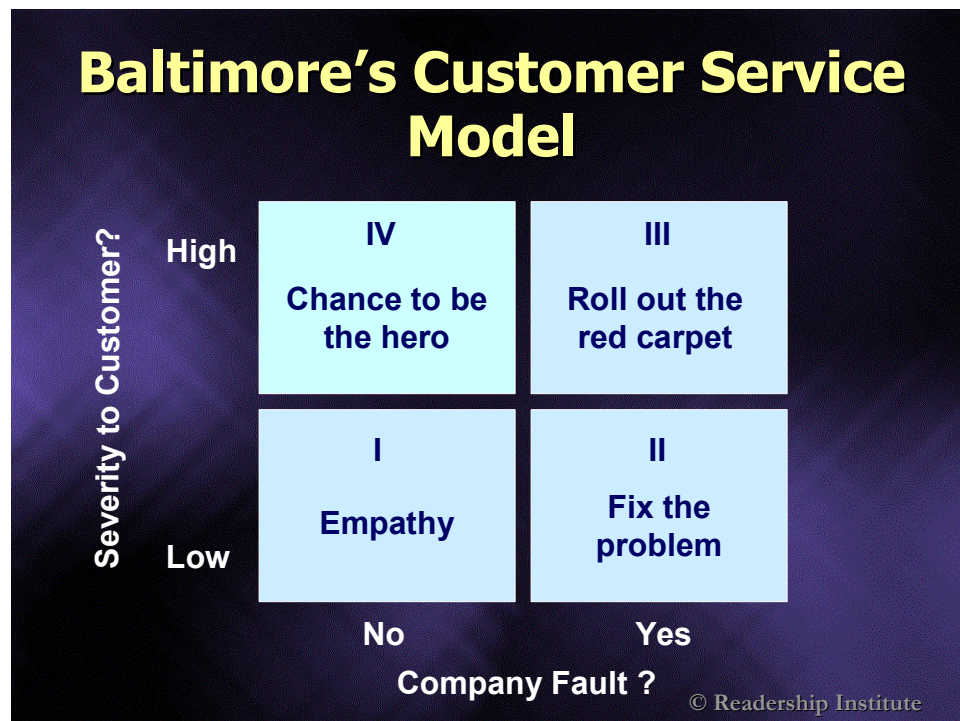 Baltimore’s Customer Service
Model
Severity to Customer?
High
IV
Chance to be
the hero
III
Roll out the
red carpet
Low
I
Empathy
II
Fix the
problem
No
Yes
Company Fault ?
© Readership Institute